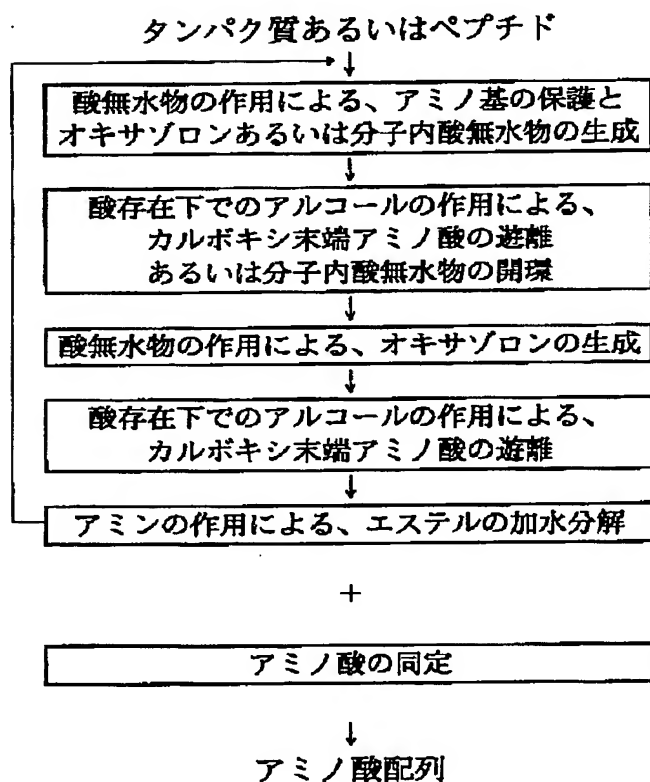 タンパク質あるいはペプチド
↓
酸無水物の作用による、アミノ基の保護と
オキサゾロンあるいは分子内酸無水物の生成
↓
酸存在下でのアルコールの作用による、
カルボキシ末端アミノ酸の遊離
あるいは分子内酸無水物の開環
↓
酸無水物の作用による、オキサゾロンの生成
↓
酸存在下でのアルコールの作用による、
カルボキシ末端アミノ酸の遊離
↓
アミンの作用による、エステルの加水分解
+
アミノ酸の同定
↓
アミノ酸配列